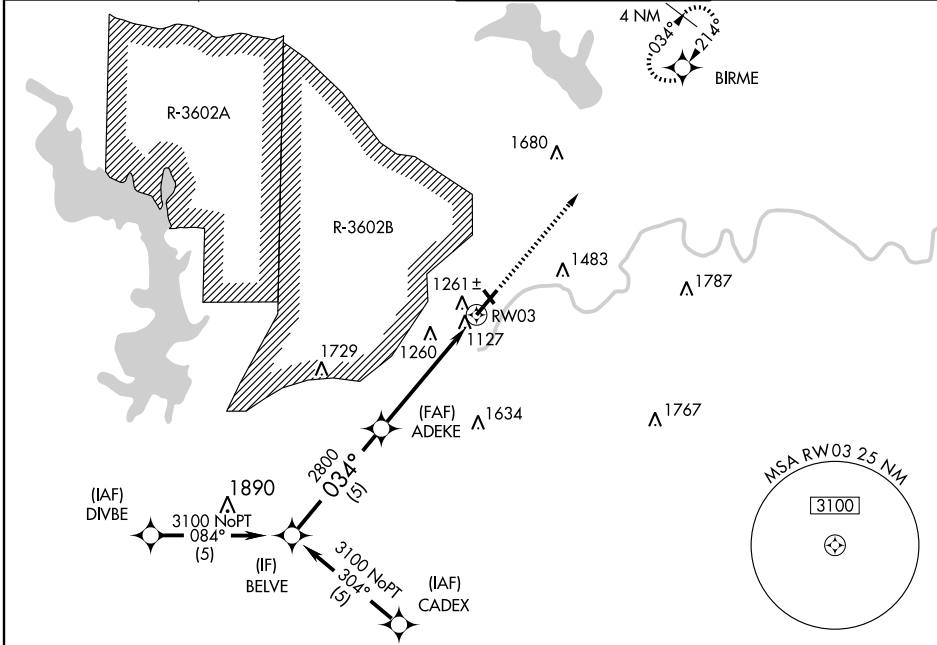 4 NM
034°
214°
BIRME
R-3602A
1680
R-3602B
1483
1261±
1787
RW03
1127
1260
1729
(FAF)
ADEKE
1634
1767
2800
034°
(5)
MSA RW03 25 NM
3100
(IAF)
DIVBE
1890
3100 NoPT
084°
(5)
(IF)
BELVE
3100 NoPT
304°
(5)
(IAF)
CADEX